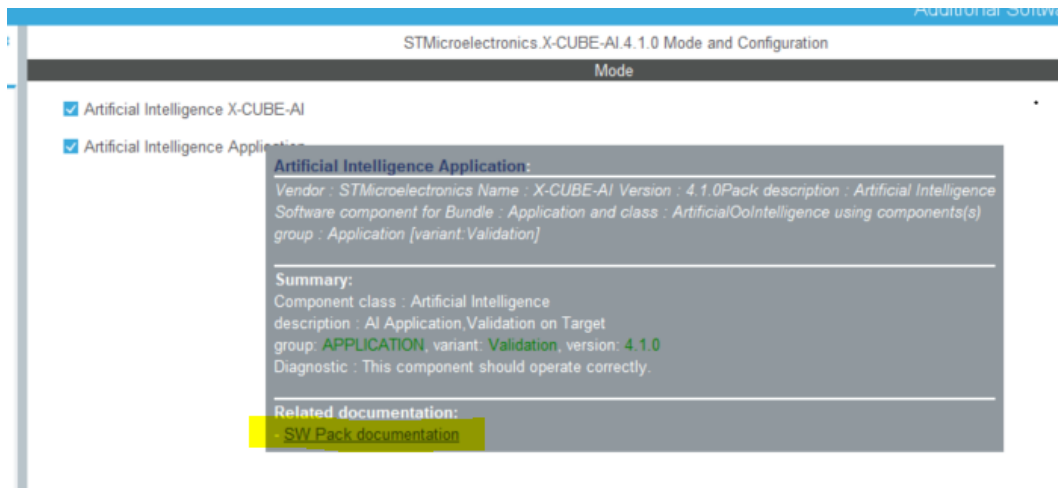 Additional Softwa
STMicroelectronics.X-CUBE-AI.4.1.0 Mode and Configuration
Mode
Artificial Intelligence X-CUBE-AI
Artificial Intelligence Application
Artificial Intelligence Application:
Vendor : STMicroelectronics Name : X-CUBE-AI Version : 4.1.0Pack description : Artificial Intelligence
Software component for Bundle : Application and class : ArtificialOoIntelligence using components(s)
group : Application [variant:Validation]
Summary:
Component class : Artificial Intelligence
description : AI Application,Validation on Target
group: APPLICATION, variant: Validation, version: 4.1.0
Diagnostic : This component should operate correctly.
Related documentation:
- SW Pack documentation